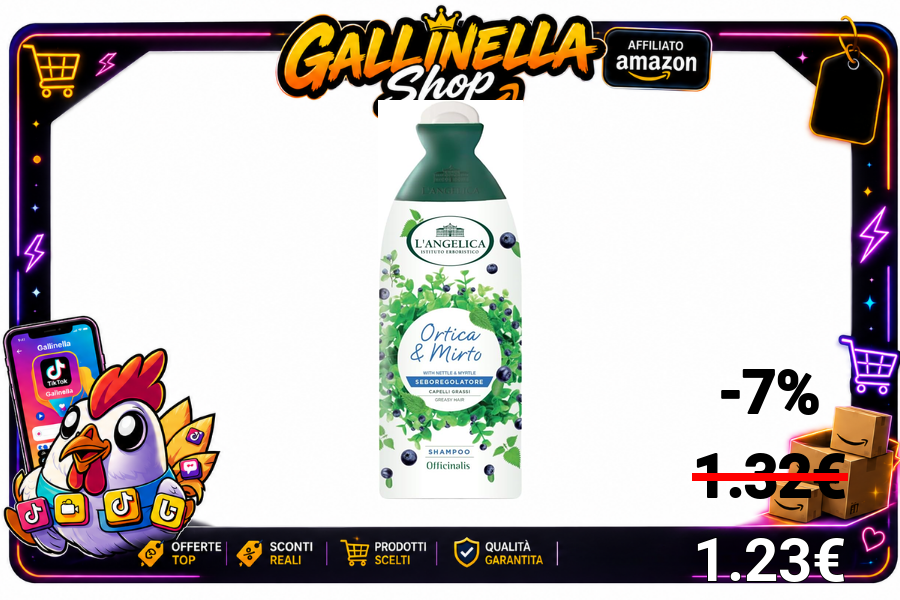 GALLINELLA
Shop
AFFILIATO
amazon
L'ANGELICA
ISTITUTO ERBORISTICO
Ortica
& Mirto
WITH NETTLE & MYRTLE
SEBOREGOLATORE
CAPELLI GRASSI
GREASY HAIR
SHAMPOO
Officinalis
Gallinella
TikTok
Gallinella
-7%
1.32€
1.23€
OFFERTE
TOP
SCONTI
REALI
PRODOTTI
SCELTI
QUALITÀ
GARANTITA